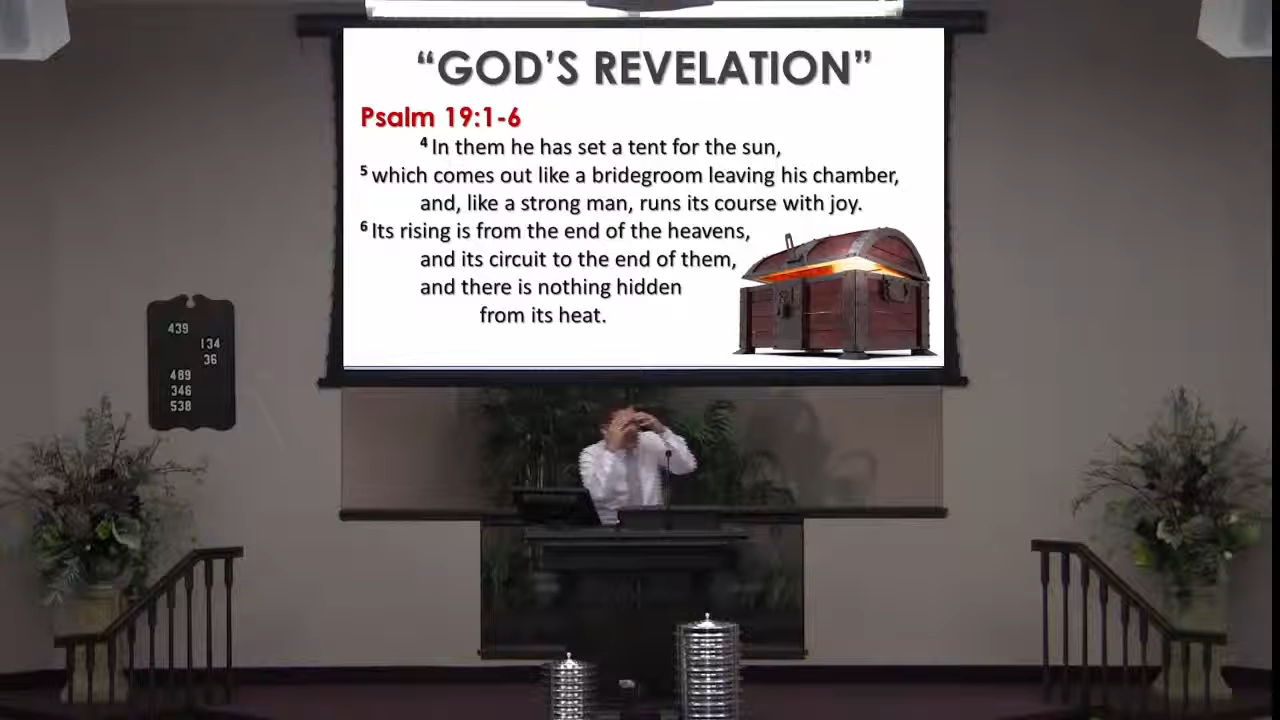 “GOD’S REVELATION”
Psalm 19:1-6
⁴ In them he has set a tent for the sun,
⁵ which comes out like a bridegroom leaving his chamber,
and, like a strong man, runs its course with joy.
⁶ Its rising is from the end of the heavens,
and its circuit to the end of them,
and there is nothing hidden
from its heat.
439
134
36
489
346
538